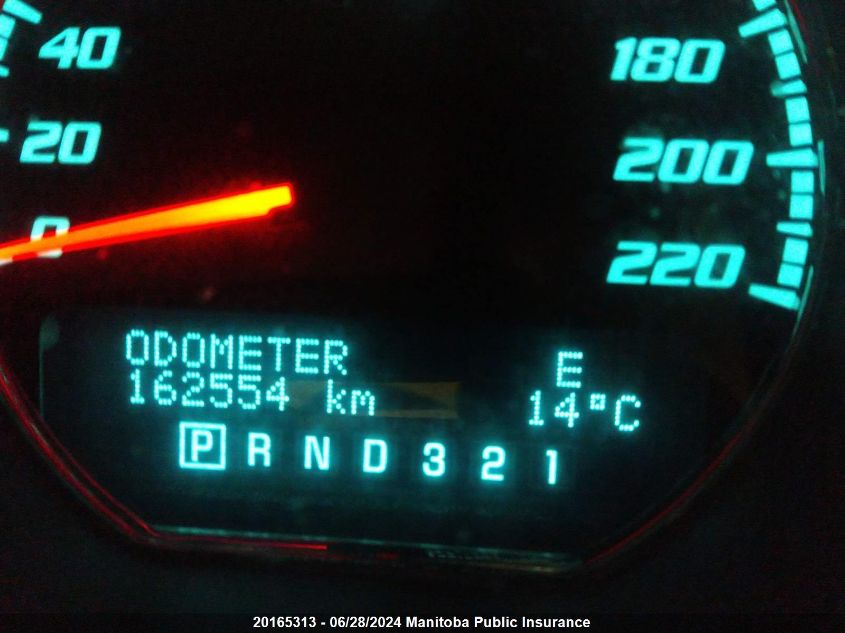 40
180
20
200
0
220
ODOMETER
E
162554 km
14°C
P R N D 3 2 1
20165313 - 06/28/2024 Manitoba Public Insurance